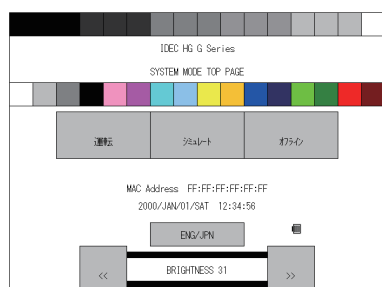 IDEC HG G Series
SYSTEM MODE TOP PAGE
運転 シミュレート オフライン
MAC Address FF:FF:FF:FF:FF:FF
2000/JAN/01/SAT 12:34:56
ENG/JPN
<< BRIGHTNESS 31 >>